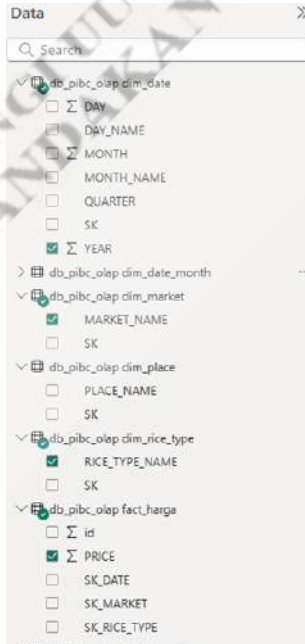 Data
Search
db_pibc_olap dim_date
Σ DAY
DAY_NAME
Σ MONTH
MONTH_NAME
QUARTER
SK
Σ YEAR
db_pibc_olap dim_date_month
db_pibc_olap dim_market
MARKET_NAME
SK
db_pibc_olap dim_place
PLACE_NAME
SK
db_pibc_olap dim_rice_type
RICE_TYPE_NAME
SK
db_pibc_olap fact_harga
Σ id
Σ PRICE
SK_DATE
SK_MARKET
SK_RICE_TYPE